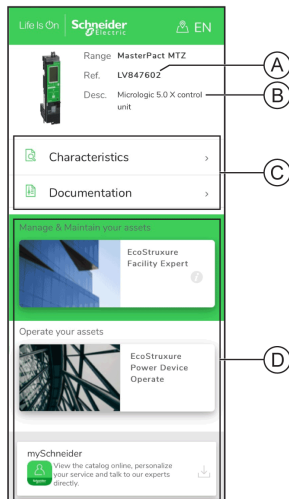 Life Is On | Schneider Electric
EN
Range MasterPact MTZ
Ref. LV847602
A
Desc. Micrologic 5.0 X control
unit
B
Characteristics
C
Documentation
Manage & Maintain your assets
EcoStruxure
Facility Expert
i
Operate your assets
EcoStruxure
Power Device
Operate
D
mySchneider
View the catalog online, personalize
your service and talk to our experts
directly.